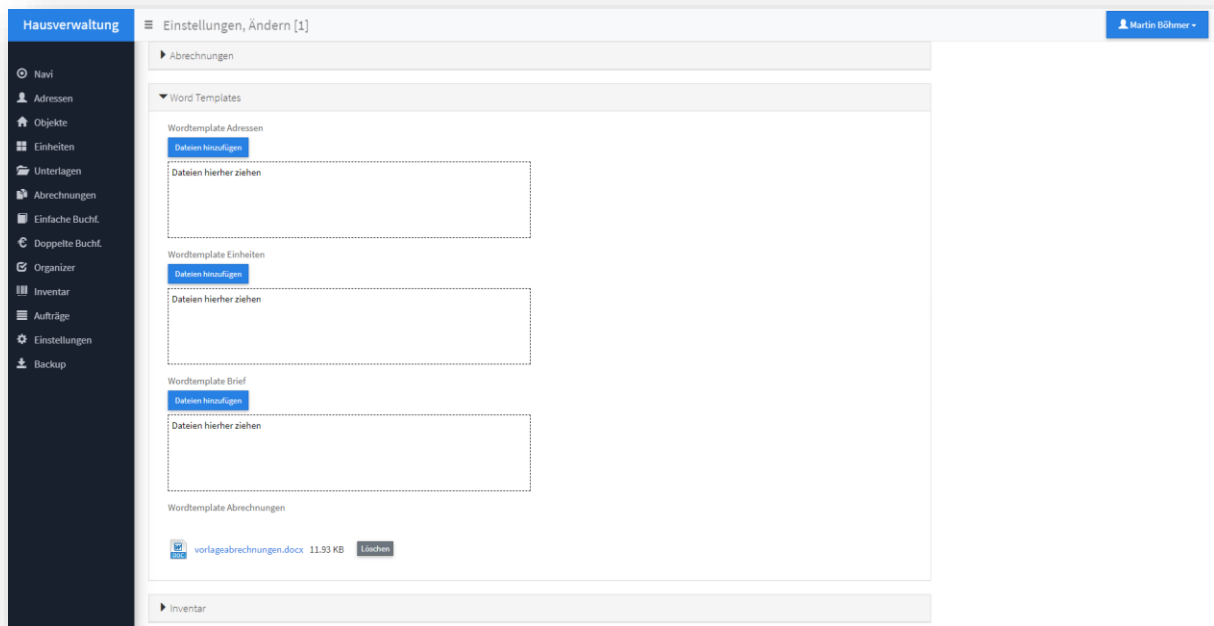 Hausverwaltung
Einstellungen, Ändern [1]
Martin Böhmer
Navi
Adressen
Objekte
Einheiten
Unterlagen
Abrechnungen
Einfache Buchf.
Doppelte Buchf.
Organizer
Inventar
Aufträge
Einstellungen
Backup
Abrechnungen
Word Templates
Wordtemplate Adressen
Dateien hinzufügen
Dateien hierher ziehen
Wordtemplate Einheiten
Dateien hinzufügen
Dateien hierher ziehen
Wordtemplate Brief
Dateien hinzufügen
Dateien hierher ziehen
Wordtemplate Abrechnungen
DOC vorlageabrechnungen.docx 11.93 KB Löschen
Inventar